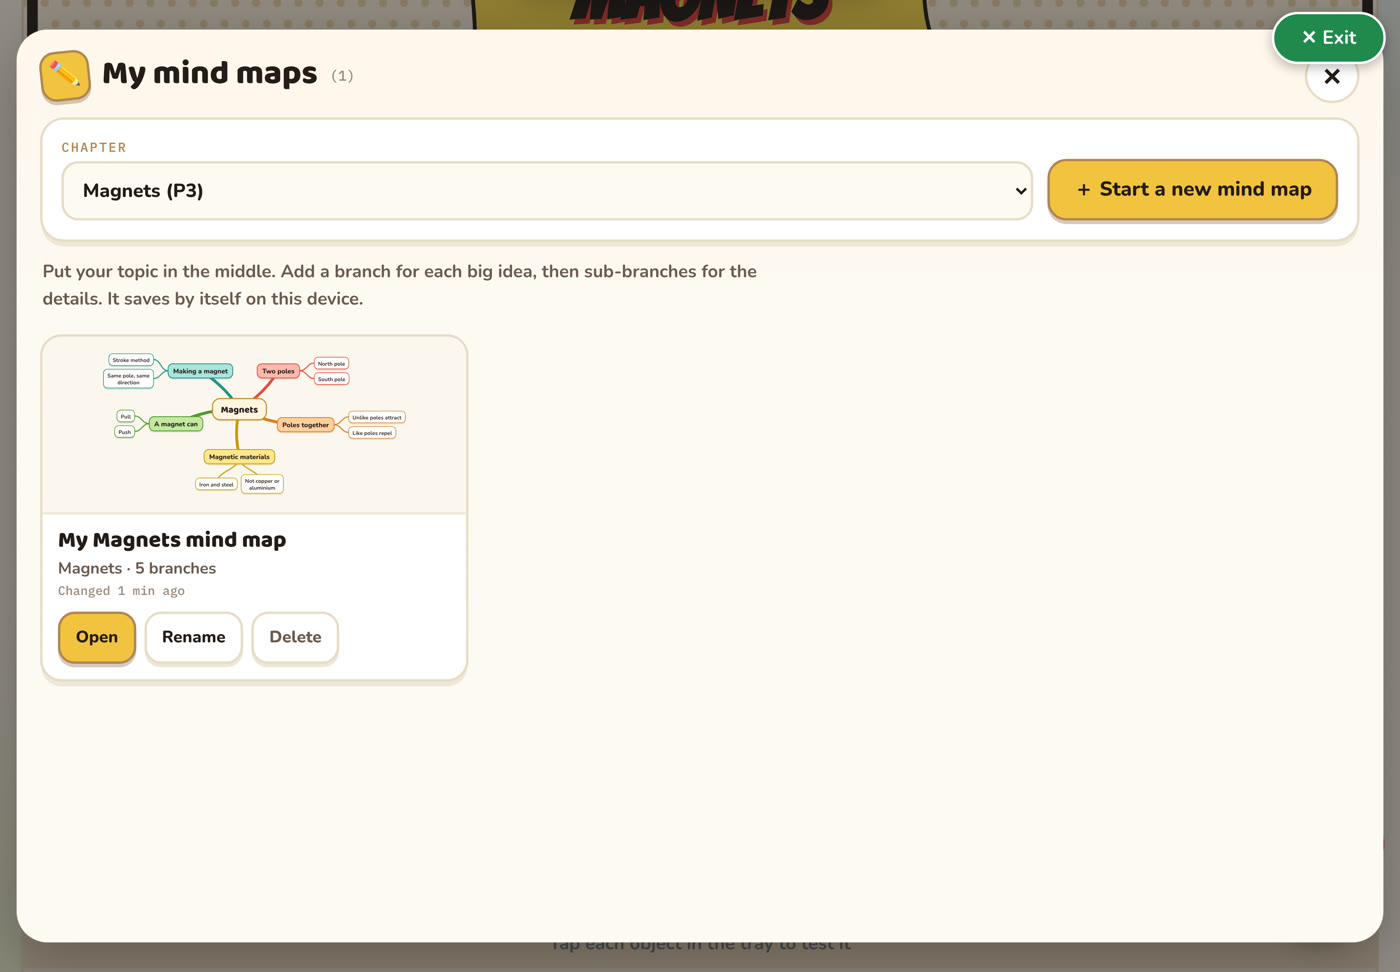 MAGNETS
✕ Exit
My mind maps (1)
✕
CHAPTER
Magnets (P3)
+ Start a new mind map
Put your topic in the middle. Add a branch for each big idea, then sub-branches for the
details. It saves by itself on this device.
Stroke method
Same pole, same
direction
Making a magnet
Two poles
North pole
South pole
Magnets
Pull
Push
A magnet can
Poles together
Unlike poles attract
Like poles repel
Magnetic materials
Iron and steel
Not copper or
aluminium
My Magnets mind map
Magnets · 5 branches
Changed 1 min ago
Open
Rename
Delete
Tap each object in the tray to test it